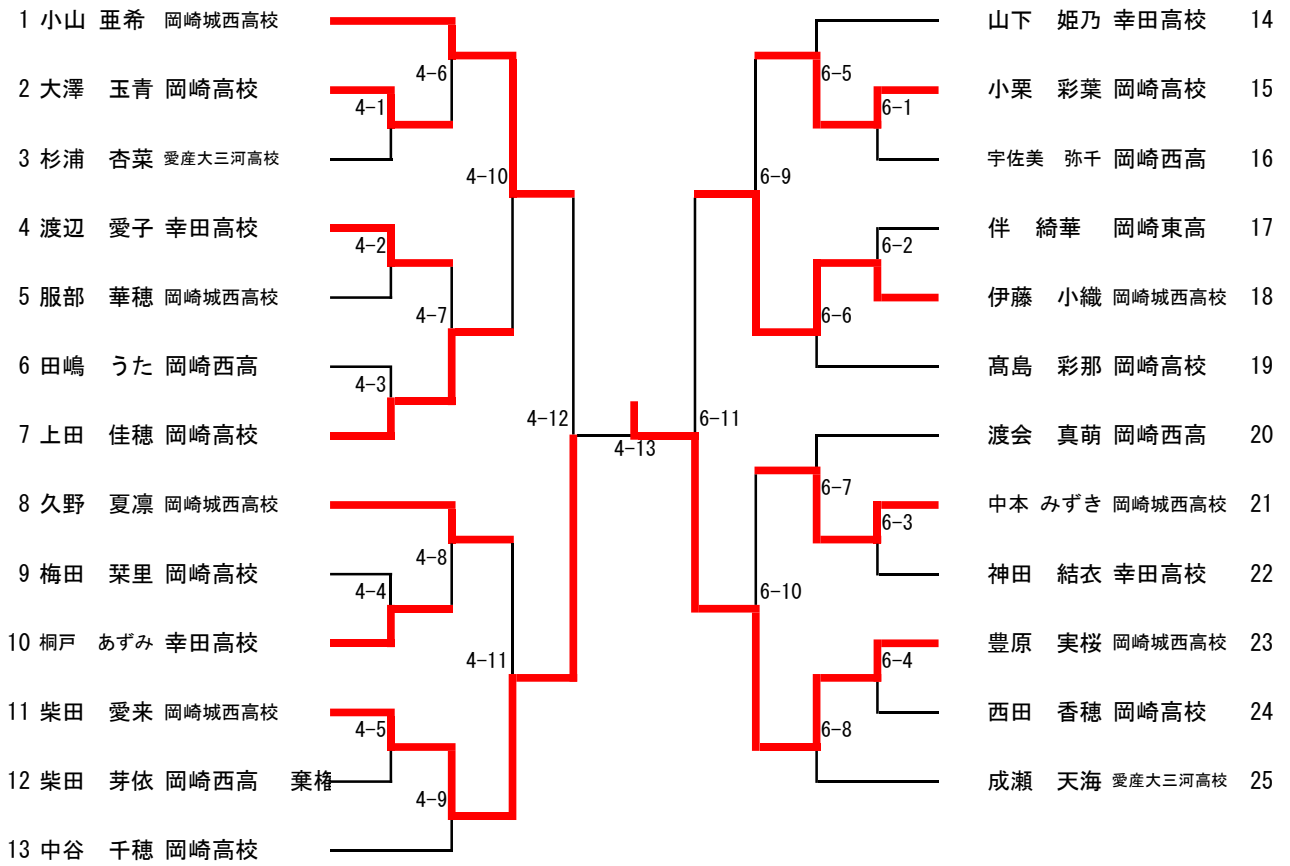 1 小山 亜希 岡崎城西高校
2 大澤 玉青 岡崎高校
3 杉浦 杏菜 愛産大三河高校
4 渡辺 愛子 幸田高校
5 服部 華穂 岡崎城西高校
6 田嶋 うた 岡崎西高
7 上田 佳穂 岡崎高校
8 久野 夏凛 岡崎城西高校
9 梅田 栞里 岡崎高校
10 桐戸 あずみ 幸田高校
11 柴田 愛来 岡崎城西高校
12 柴田 芽依 岡崎西高 棄権
13 中谷 千穂 岡崎高校
4-6
4-1
4-10
4-2
4-7
4-3
4-12
4-8
4-4
4-11
4-5
4-9
4-13
6-5
6-1
6-9
6-2
6-6
6-11
6-7
6-3
6-10
6-4
6-8
山下 姫乃 幸田高校 14
小栗 彩葉 岡崎高校 15
宇佐美 弥千 岡崎西高 16
伴 綺華 岡崎東高 17
伊藤 小織 岡崎城西高校 18
髙島 彩那 岡崎高校 19
渡会 真萌 岡崎西高 20
中本 みずき 岡崎城西高校 21
神田 結衣 幸田高校 22
豊原 実桜 岡崎城西高校 23
西田 香穂 岡崎高校 24
成瀬 天海 愛産大三河高校 25